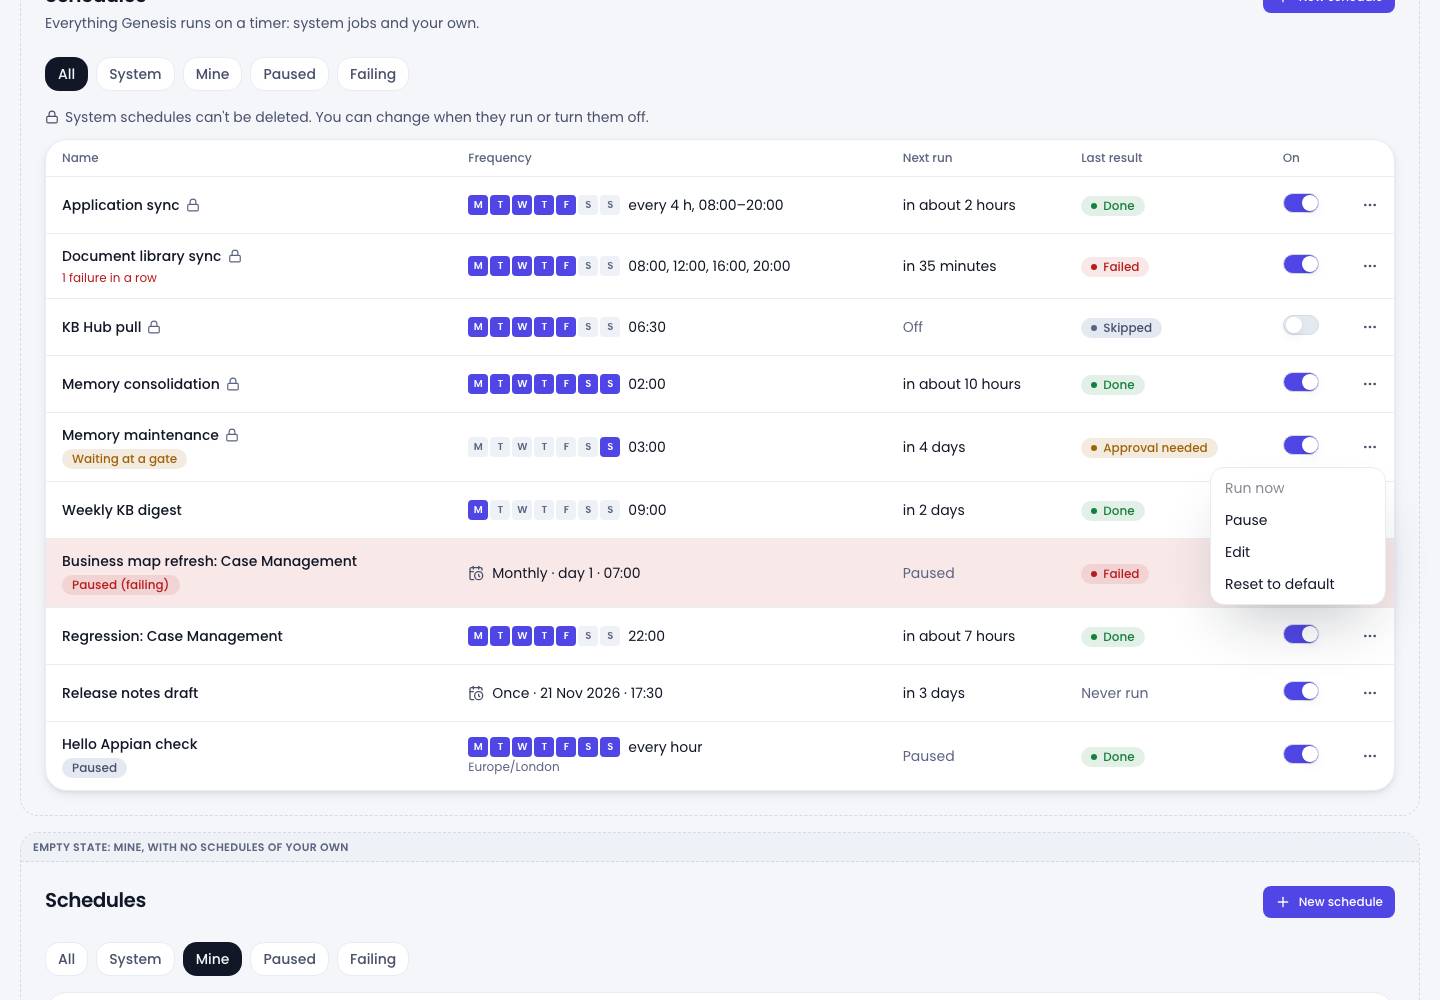 Everything Genesis runs on a timer: system jobs and your own.
All System Mine Paused Failing
System schedules can't be deleted. You can change when they run or turn them off.
Name Frequency Next run Last result On
Application sync M T W T F S S every 4 h, 08:00–20:00 in about 2 hours Done
Document library sync
1 failure in a row
M T W T F S S 08:00, 12:00, 16:00, 20:00 in 35 minutes Failed
KB Hub pull M T W T F S S 06:30 Off Skipped
Memory consolidation M T W T F S S 02:00 in about 10 hours Done
Memory maintenance
Waiting at a gate
M T W T F S S 03:00 in 4 days Approval needed
Run now
Pause
Edit
Reset to default
Weekly KB digest M T W T F S S 09:00 in 2 days Done
Business map refresh: Case Management
Paused (failing)
Monthly · day 1 · 07:00 Paused Failed
Regression: Case Management M T W T F S S 22:00 in about 7 hours Done
Release notes draft Once · 21 Nov 2026 · 17:30 in 3 days Never run
Hello Appian check
Paused
M T W T F S S every hour
Europe/London
Paused Done
EMPTY STATE: MINE, WITH NO SCHEDULES OF YOUR OWN
Schedules
New schedule
All System Mine Paused Failing